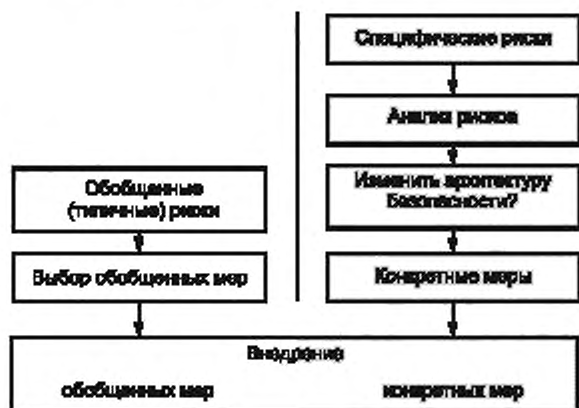 Специфические риски
Анализ рисков
Изменить архитектуру
безопасности?
Конкретные меры
Обобщенные
(типичные) риски
Выбор обобщенных мер
Внедрение
обобщенных мер
конкретных мер